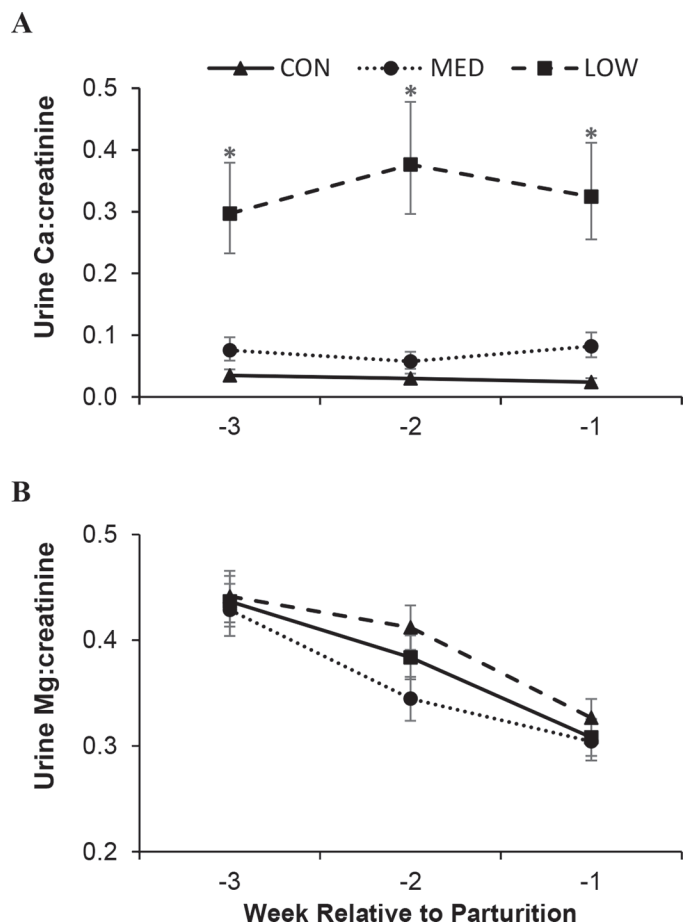 A
CON MED LOW
Urine Ca:creatinine
0.5
0.4
0.3
0.2
0.1
0.0
* * *
-3 -2 -1
B
Urine Mg:creatinine
0.5
0.4
0.3
0.2
-3 -2 -1
Week Relative to Parturition